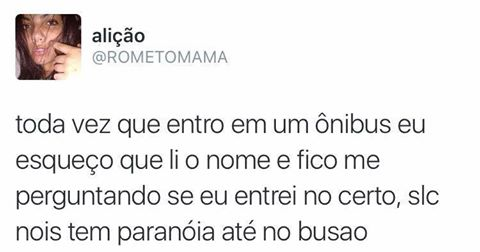 alição
@ROMETOMAMA
toda vez que entro em um ônibus eu
esqueço que li o nome e fico me
perguntando se eu entrei no certo, slc
nois tem paranóia até no busao